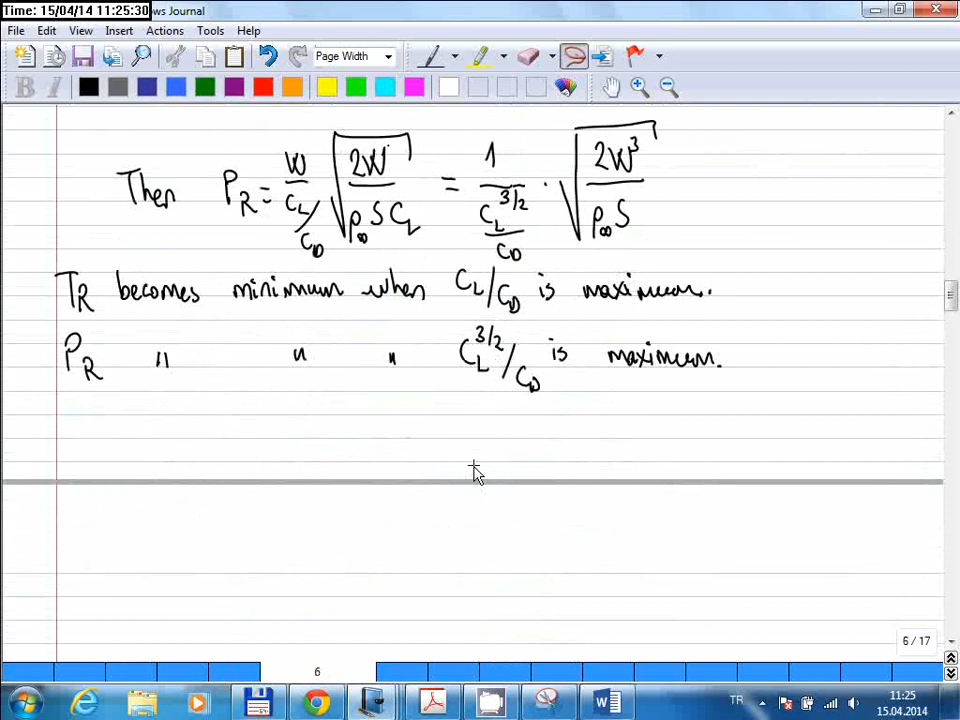 Time: 15/04/14 11:25:30
ws Journal
File Edit View Insert Actions Tools Help
Page Width
B I
Then P_R = W / (C_L/C_D) √(2W / ρ∞ S C_L) = 1 / (C_L^3/2 / C_D) · √(2W³ / ρ∞ S)
T_R becomes minimum when C_L/C_D is maximum.
P_R " " " C_L^3/2/C_D is maximum.
6 / 17
6
W
TR
11:25
15.04.2014